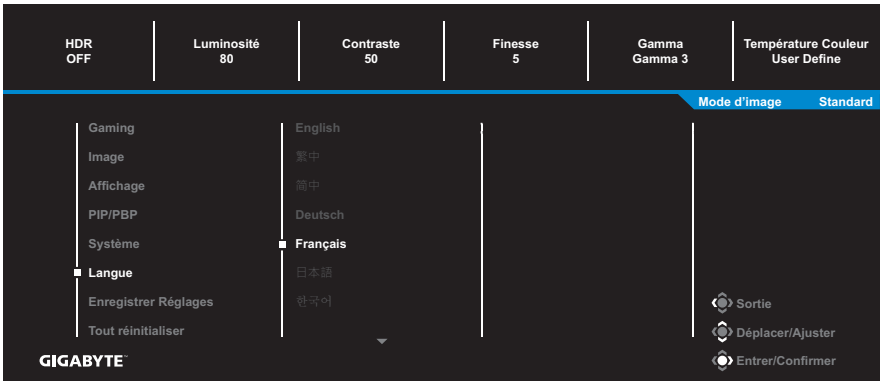 HDR
OFF
Luminosité
80
Contraste
50
Finesse
5
Gamma
Gamma 3
Température Couleur
User Define
Mode d'image Standard
Gaming
Image
Affichage
PIP/PBP
Système
Langue
Enregistrer Réglages
Tout réinitialiser
English
繁中
简中
Deutsch
Français
日本語
한국어
Sortie
Déplacer/Ajuster
Entrer/Confirmer
GIGABYTE™